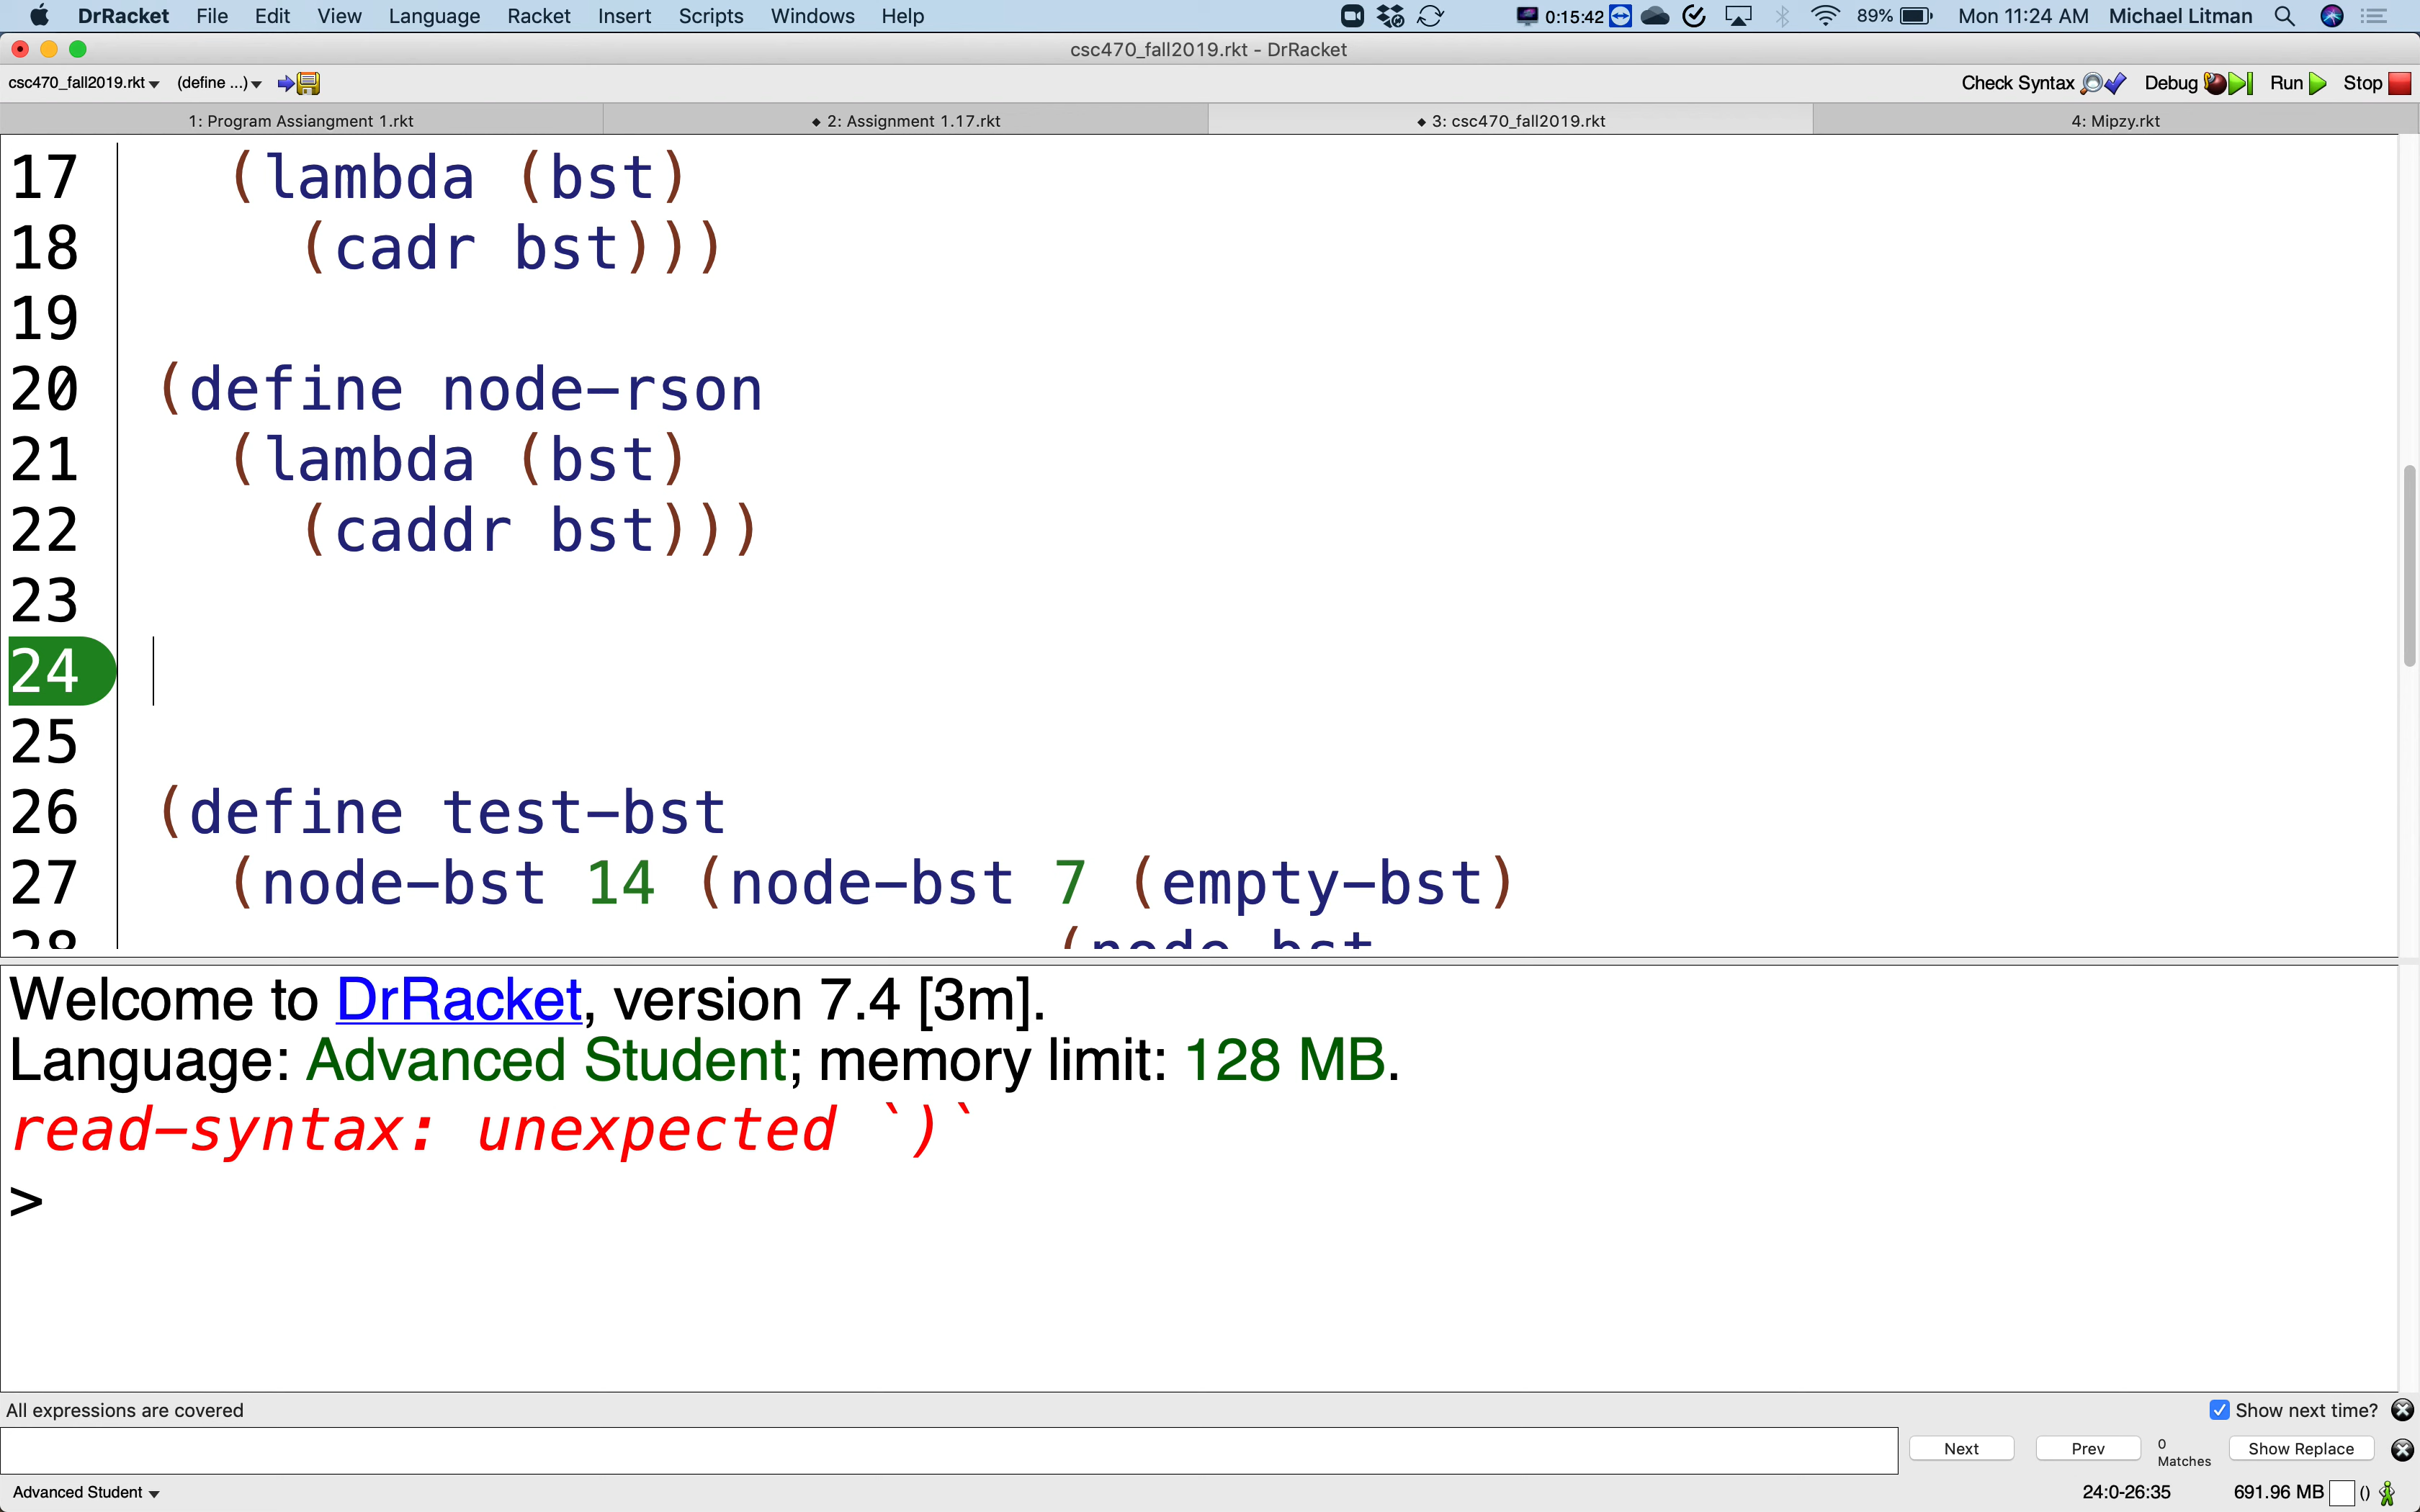 DrRacket File Edit View Language Racket Insert Scripts Windows Help 0:15:42 89% Mon 11:24 AM Michael Litman
csc470_fall2019.rkt - DrRacket
csc470_fall2019.rkt (define ...) Check Syntax Debug Run Stop
1: Program Assiangment 1.rkt 2: Assignment 1.17.rkt 3: csc470_fall2019.rkt 4: Mipzy.rkt
17 (lambda (bst)
18 (cadr bst)))
19
20 (define node-rson
21 (lambda (bst)
22 (caddr bst)))
23
24
25
26 (define test-bst
27 (node-bst 14 (node-bst 7 (empty-bst)
28 (node-bst
Welcome to DrRacket, version 7.4 [3m].
Language: Advanced Student; memory limit: 128 MB.
read-syntax: unexpected `)`
>
All expressions are covered Show next time?
Next Prev 0 Matches Show Replace
Advanced Student 24:0-26:35 691.96 MB ()